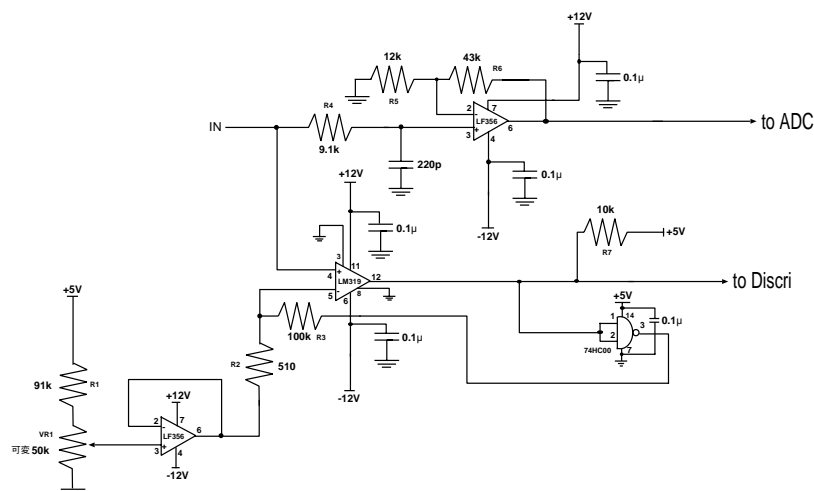 +12V
12k
43k
R6
0.1µ
R5
2
-
7
LF356
R4
3
+
6
4
to ADC
IN
9.1k
220p
0.1µ
+12V
-12V
0.1µ
10k
+5V
R7
3
11
4
+
LM319
12
to Discri
5
-
8
6
+5V
+5V
1
14
0.1µ
3
2
100k
R3
0.1µ
74HC00
7
R2
510
91k
R1
-12V
+12V
VR1
2
-
7
LF356
6
可変 50k
3
+
4
-12V